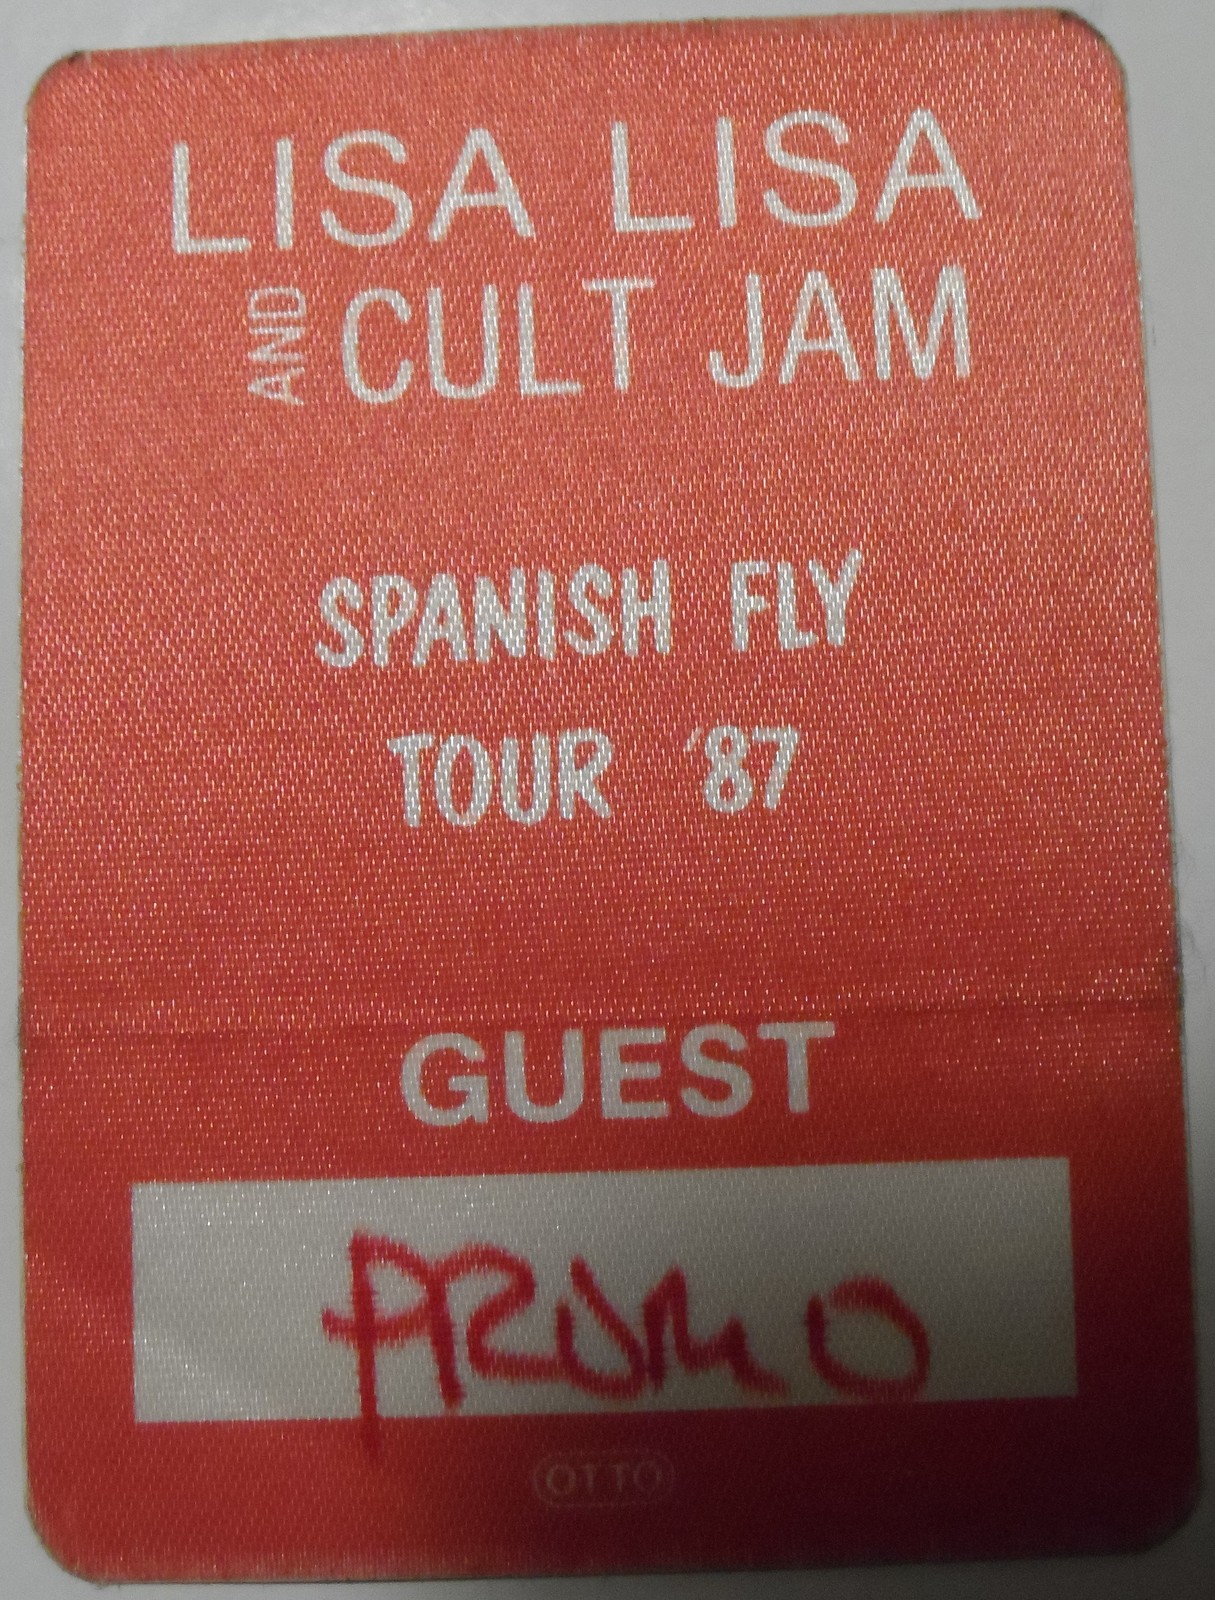 LISA LISA
AND CULT JAM
SPANISH FLY
TOUR '87
GUEST
PROMO
OTTO